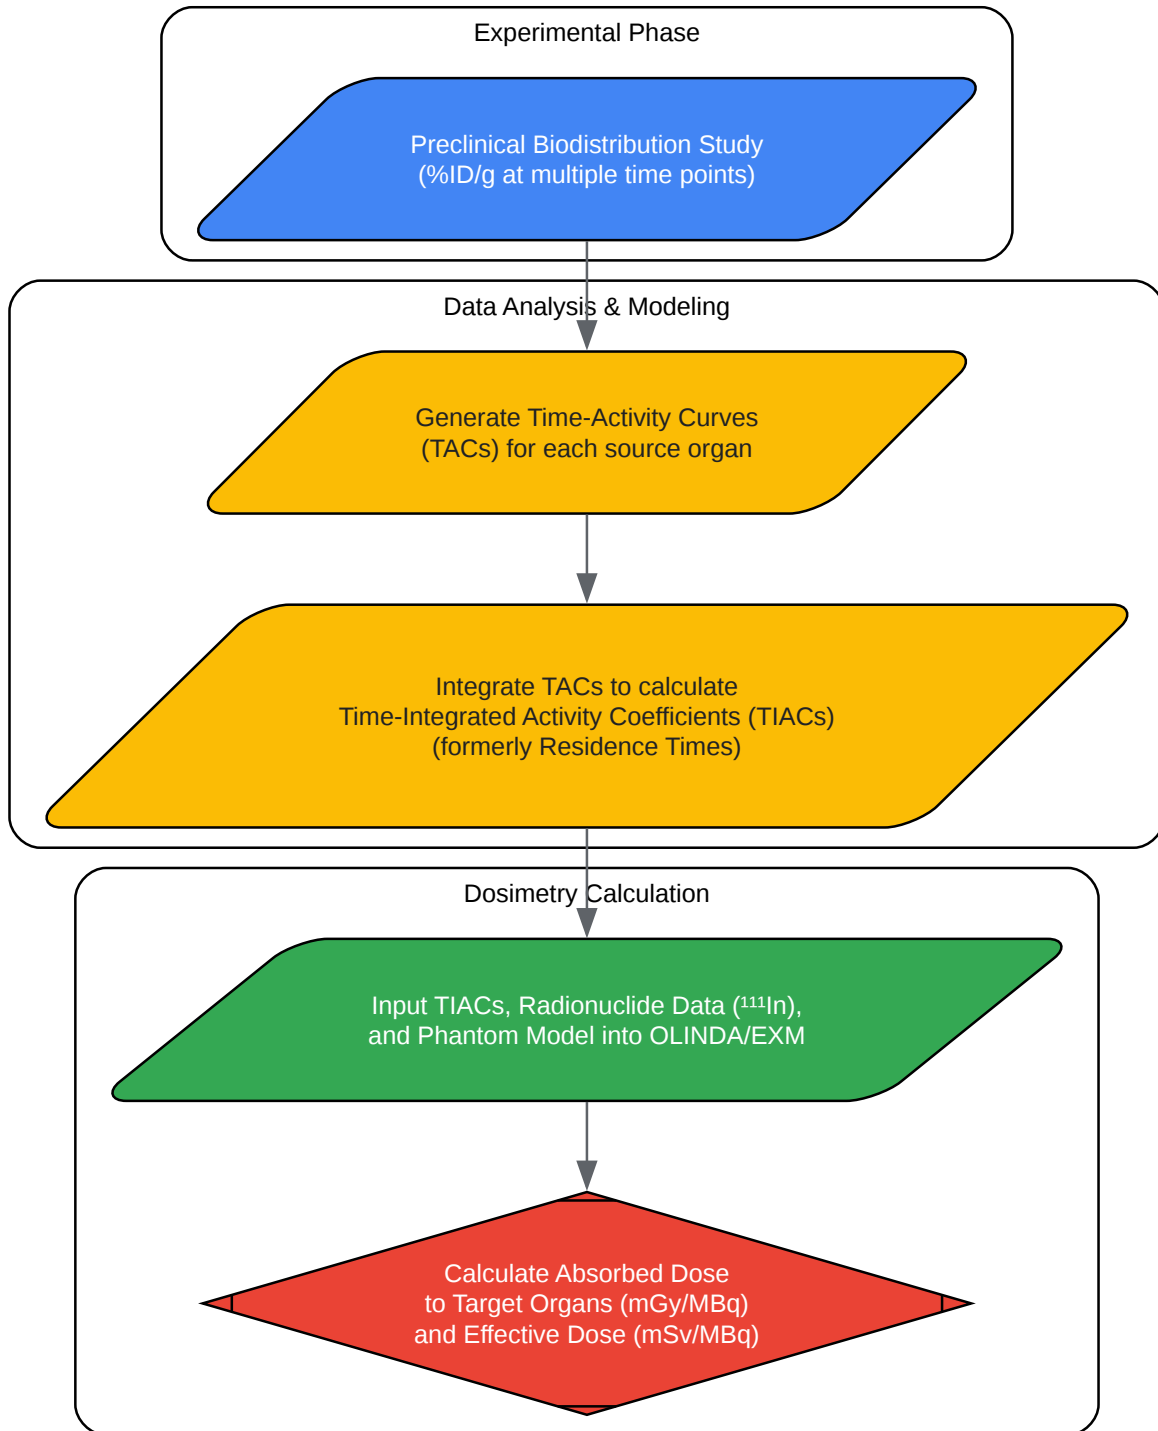 Experimental Phase
Preclinical Biodistribution Study
(%ID/g at multiple time points)
Data Analysis & Modeling
Generate Time-Activity Curves
(TACs) for each source organ
Integrate TACs to calculate
Time-Integrated Activity Coefficients (TIACs)
(formerly Residence Times)
Dosimetry Calculation
Input TIACs, Radionuclide Data (¹¹¹In),
and Phantom Model into OLINDA/EXM
Calculate Absorbed Dose
to Target Organs (mGy/MBq)
and Effective Dose (mSv/MBq)